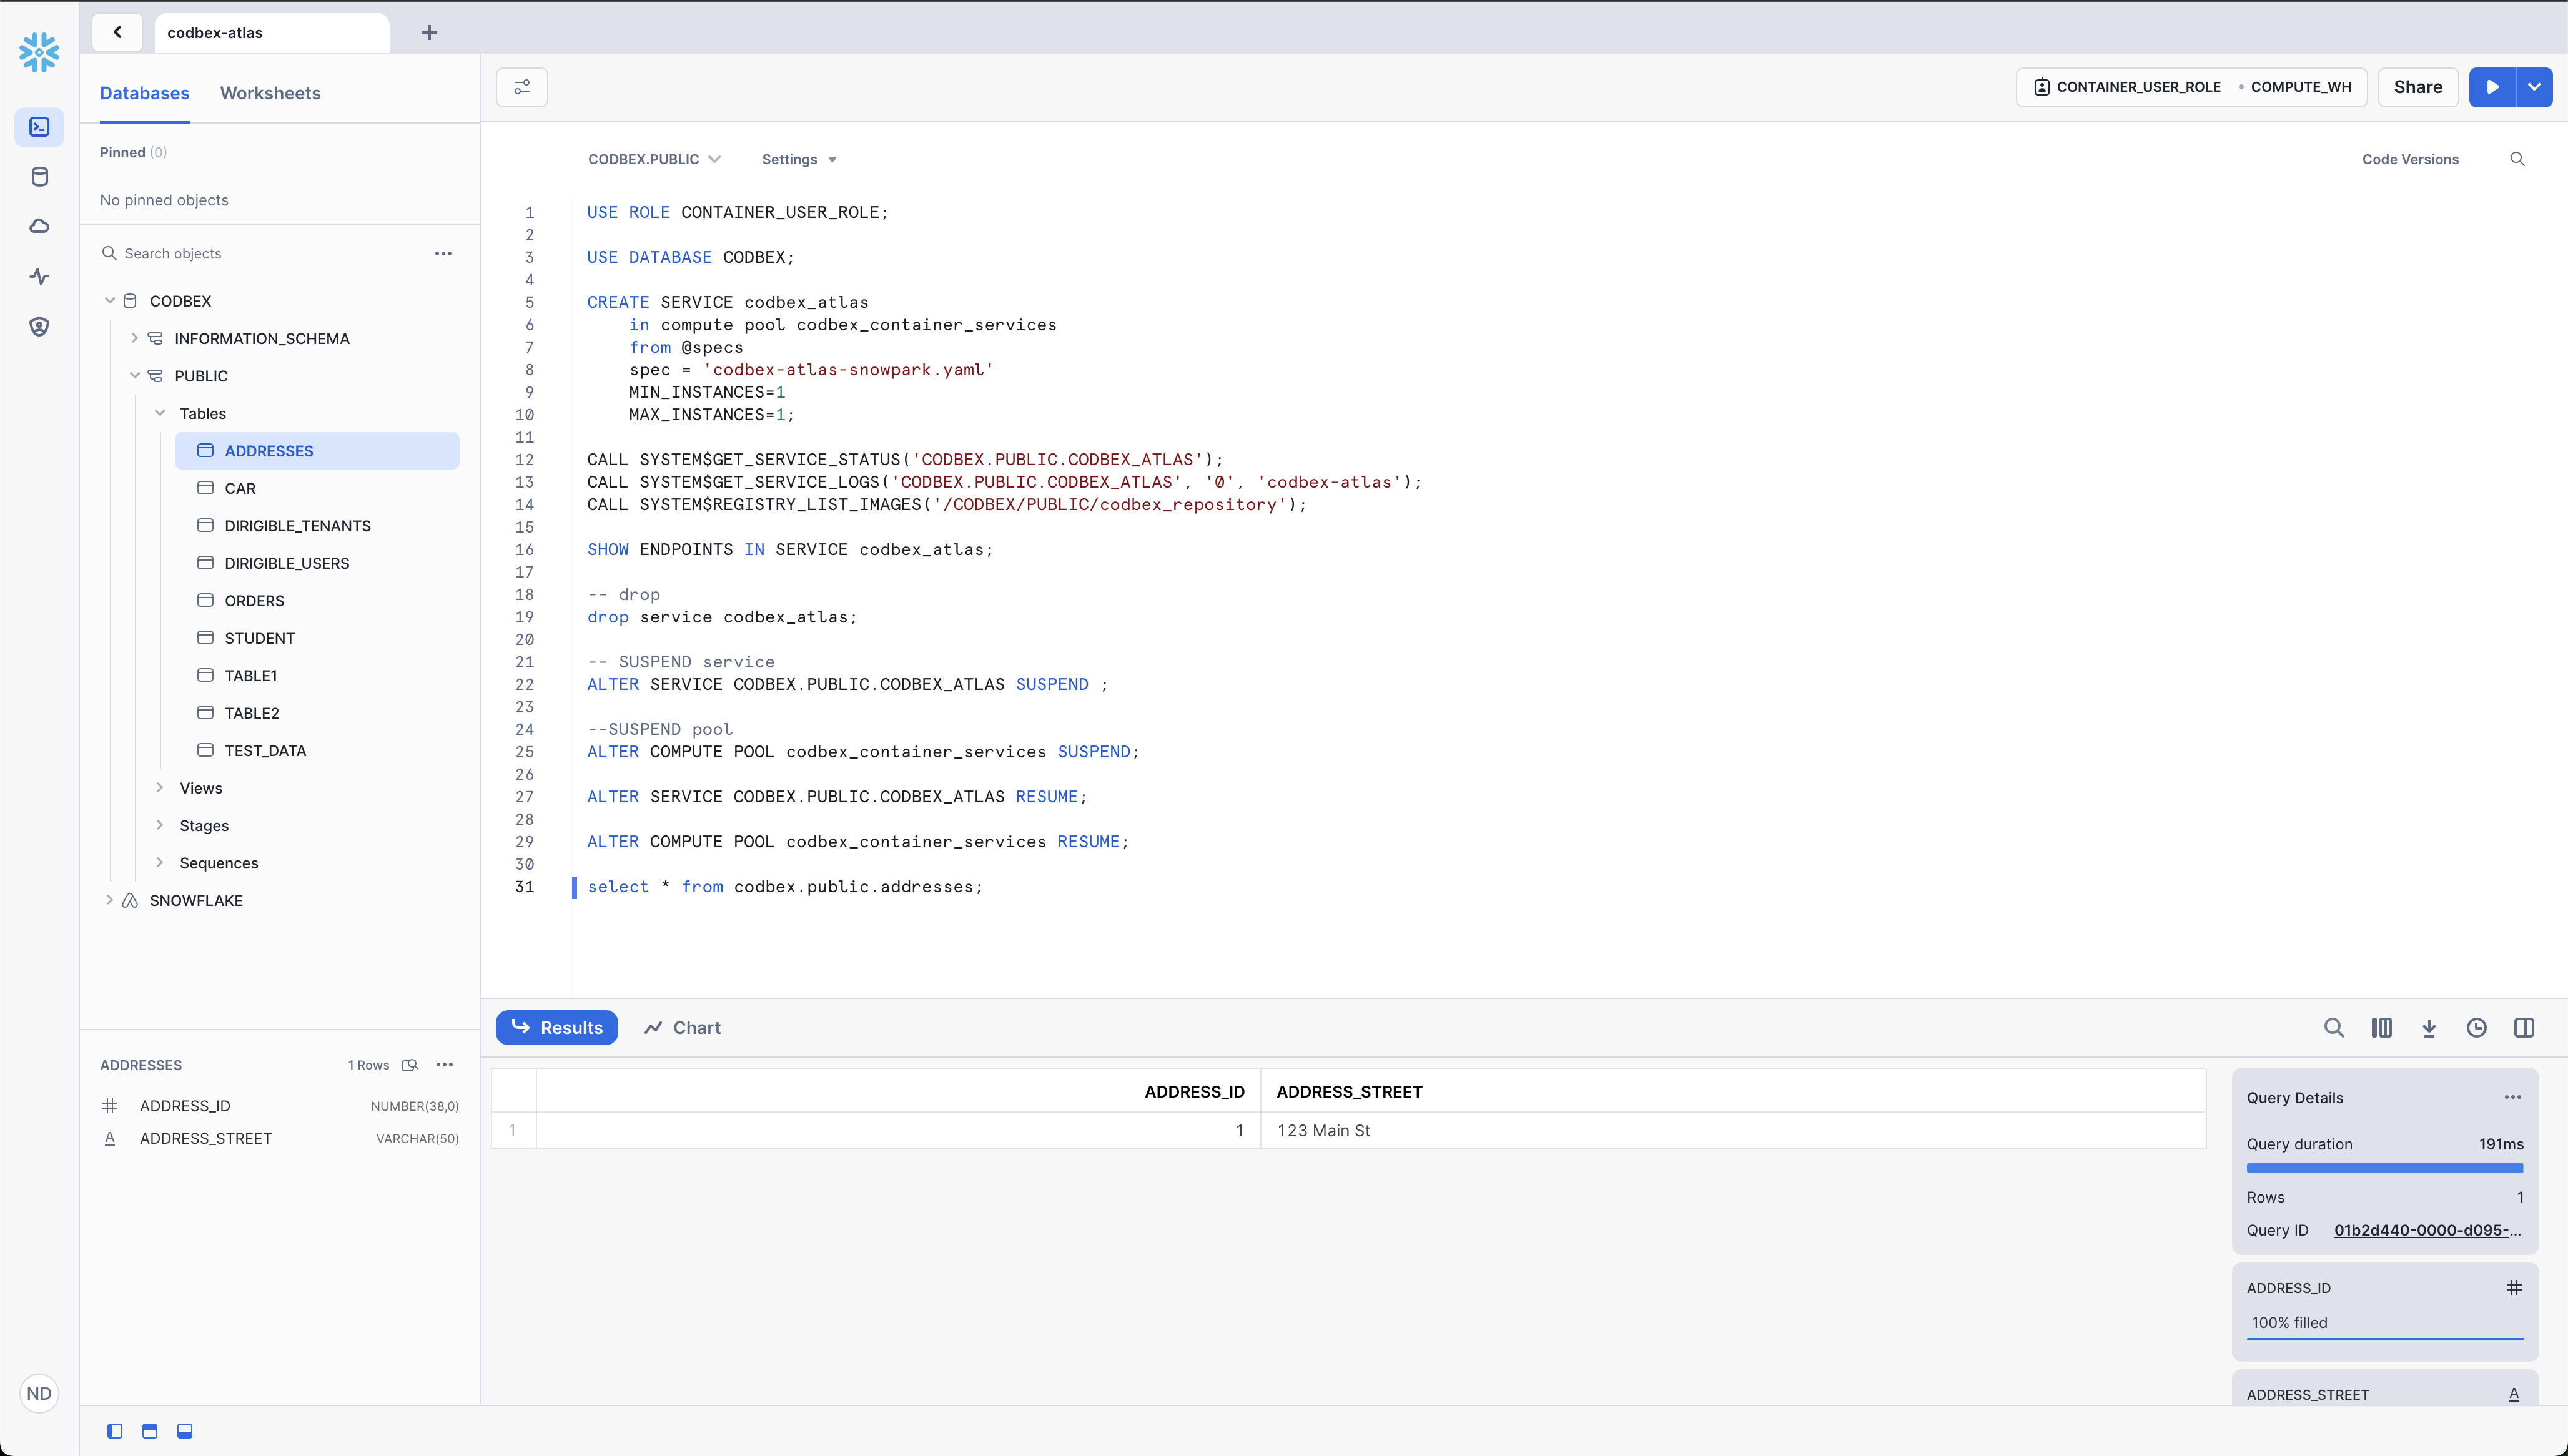 codbex-atlas
Databases
Worksheets
CONTAINER_USER_ROLE
COMPUTE_WH
Share
Pinned (0)
No pinned objects
Search objects
CODBEX
INFORMATION_SCHEMA
PUBLIC
Tables
ADDRESSES
CAR
DIRIGIBLE_TENANTS
DIRIGIBLE_USERS
ORDERS
STUDENT
TABLE1
TABLE2
TEST_DATA
Views
Stages
Sequences
SNOWFLAKE
ADDRESSES
1 Rows
ADDRESS_ID
NUMBER(38,0)
ADDRESS_STREET
VARCHAR(50)
ND
CODBEX.PUBLIC
Settings
Code Versions
1 USE ROLE CONTAINER_USER_ROLE;
2
3 USE DATABASE CODBEX;
4
5 CREATE SERVICE codbex_atlas
6 in compute pool codbex_container_services
7 from @specs
8 spec = 'codbex-atlas-snowpark.yaml'
9 MIN_INSTANCES=1
10 MAX_INSTANCES=1;
11
12 CALL SYSTEM$GET_SERVICE_STATUS('CODBEX.PUBLIC.CODBEX_ATLAS');
13 CALL SYSTEM$GET_SERVICE_LOGS('CODBEX.PUBLIC.CODBEX_ATLAS', '0', 'codbex-atlas');
14 CALL SYSTEM$REGISTRY_LIST_IMAGES('/CODBEX/PUBLIC/codbex_repository');
15
16 SHOW ENDPOINTS IN SERVICE codbex_atlas;
17
18 -- drop
19 drop service codbex_atlas;
20
21 -- SUSPEND service
22 ALTER SERVICE CODBEX.PUBLIC.CODBEX_ATLAS SUSPEND ;
23
24 --SUSPEND pool
25 ALTER COMPUTE POOL codbex_container_services SUSPEND;
26
27 ALTER SERVICE CODBEX.PUBLIC.CODBEX_ATLAS RESUME;
28
29 ALTER COMPUTE POOL codbex_container_services RESUME;
30
31 select * from codbex.public.addresses;
Results
Chart
ADDRESS_ID
ADDRESS_STREET
1
1
123 Main St
Query Details
Query duration
191ms
Rows
1
Query ID
01b2d440-0000-d095-...
ADDRESS_ID
100% filled
ADDRESS_STREET